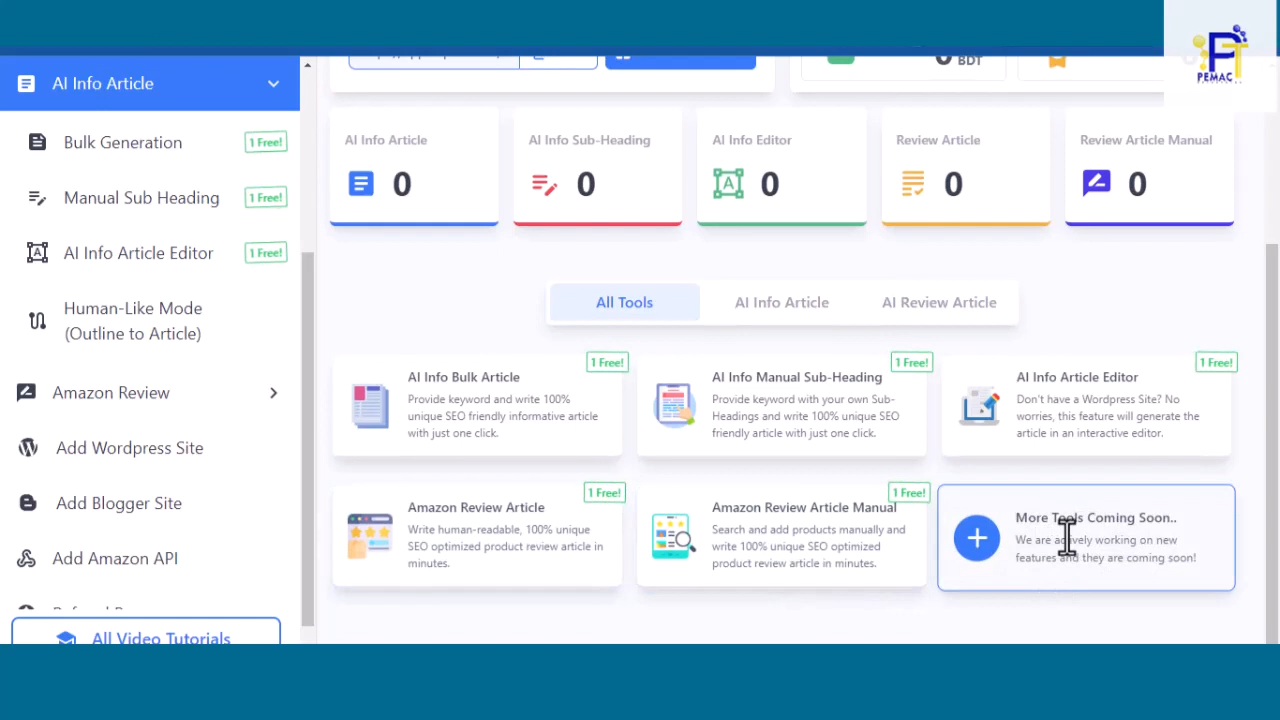 PEMAC
AI Info Article
Bulk Generation
1 Free!
Manual Sub Heading
1 Free!
AI Info Article Editor
1 Free!
Human-Like Mode
(Outline to Article)
Amazon Review
Add Wordpress Site
Add Blogger Site
Add Amazon API
All Video Tutorials
BDT
AI Info Article
0
AI Info Sub-Heading
0
AI Info Editor
0
Review Article
0
Review Article Manual
0
All Tools
AI Info Article
AI Review Article
1 Free!
AI Info Bulk Article
Provide keyword and write 100%
unique SEO friendly informative article
with just one click.
1 Free!
AI Info Manual Sub-Heading
Provide keyword with your own Sub-
Headings and write 100% unique SEO
friendly article with just one click.
1 Free!
AI Info Article Editor
Don't have a Wordpress Site? No
worries, this feature will generate the
article in an interactive editor.
1 Free!
Amazon Review Article
Write human-readable, 100% unique
SEO optimized product review article in
minutes.
1 Free!
Amazon Review Article Manual
Search and add products manually and
write 100% unique SEO optimized
product review article in minutes.
More Tools Coming Soon..
We are actively working on new
features and they are coming soon!